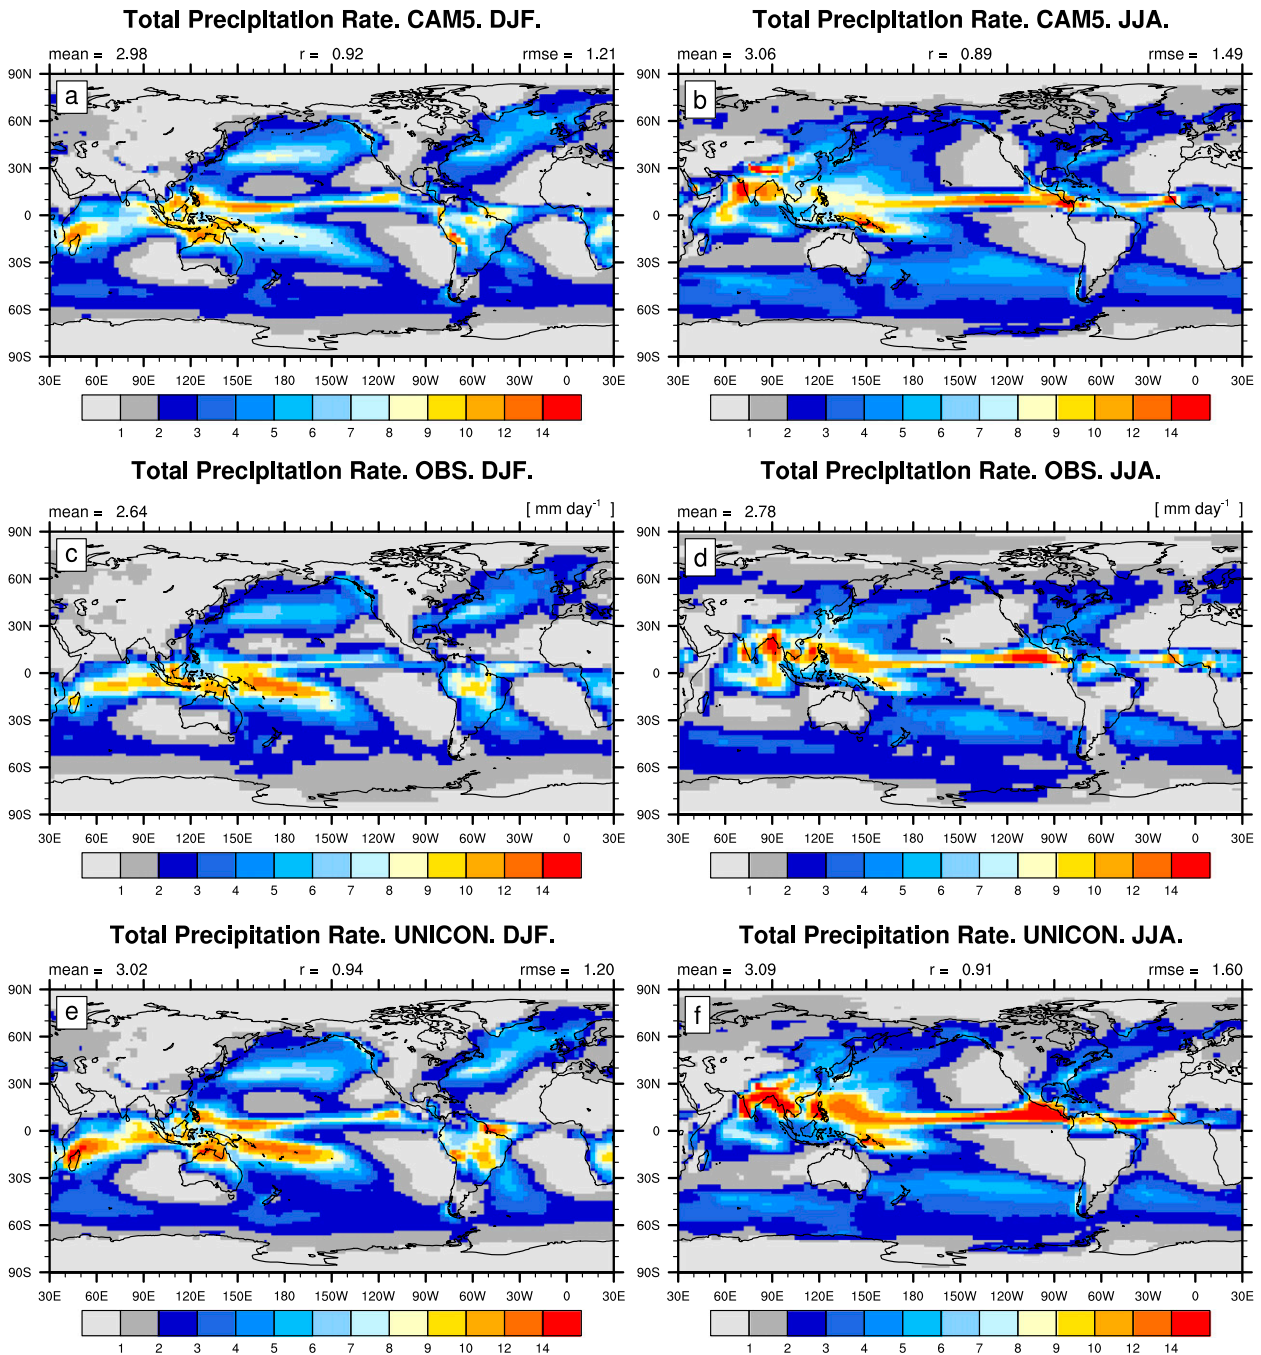 Total Precipitation Rate. CAM5. DJF.
mean = 2.98 r = 0.92 rmse = 1.21
a
90N
60N
30N
0
30S
60S
90S
30E 60E 90E 120E 150E 180 150W 120W 90W 60W 30W 0 30E
1 2 3 4 5 6 7 8 9 10 12 14
Total Precipitation Rate. CAM5. JJA.
mean = 3.06 r = 0.89 rmse = 1.49
b
90N
60N
30N
0
30S
60S
90S
30E 60E 90E 120E 150E 180 150W 120W 90W 60W 30W 0 30E
1 2 3 4 5 6 7 8 9 10 12 14
Total Precipitation Rate. OBS. DJF.
mean = 2.64 [ mm day-1 ]
c
90N
60N
30N
0
30S
60S
90S
30E 60E 90E 120E 150E 180 150W 120W 90W 60W 30W 0 30E
1 2 3 4 5 6 7 8 9 10 12 14
Total Precipitation Rate. OBS. JJA.
mean = 2.78 [ mm day-1 ]
d
90N
60N
30N
0
30S
60S
90S
30E 60E 90E 120E 150E 180 150W 120W 90W 60W 30W 0 30E
1 2 3 4 5 6 7 8 9 10 12 14
Total Precipitation Rate. UNICON. DJF.
mean = 3.02 r = 0.94 rmse = 1.20
e
90N
60N
30N
0
30S
60S
90S
30E 60E 90E 120E 150E 180 150W 120W 90W 60W 30W 0 30E
1 2 3 4 5 6 7 8 9 10 12 14
Total Precipitation Rate. UNICON. JJA.
mean = 3.09 r = 0.91 rmse = 1.60
f
90N
60N
30N
0
30S
60S
90S
30E 60E 90E 120E 150E 180 150W 120W 90W 60W 30W 0 30E
1 2 3 4 5 6 7 8 9 10 12 14